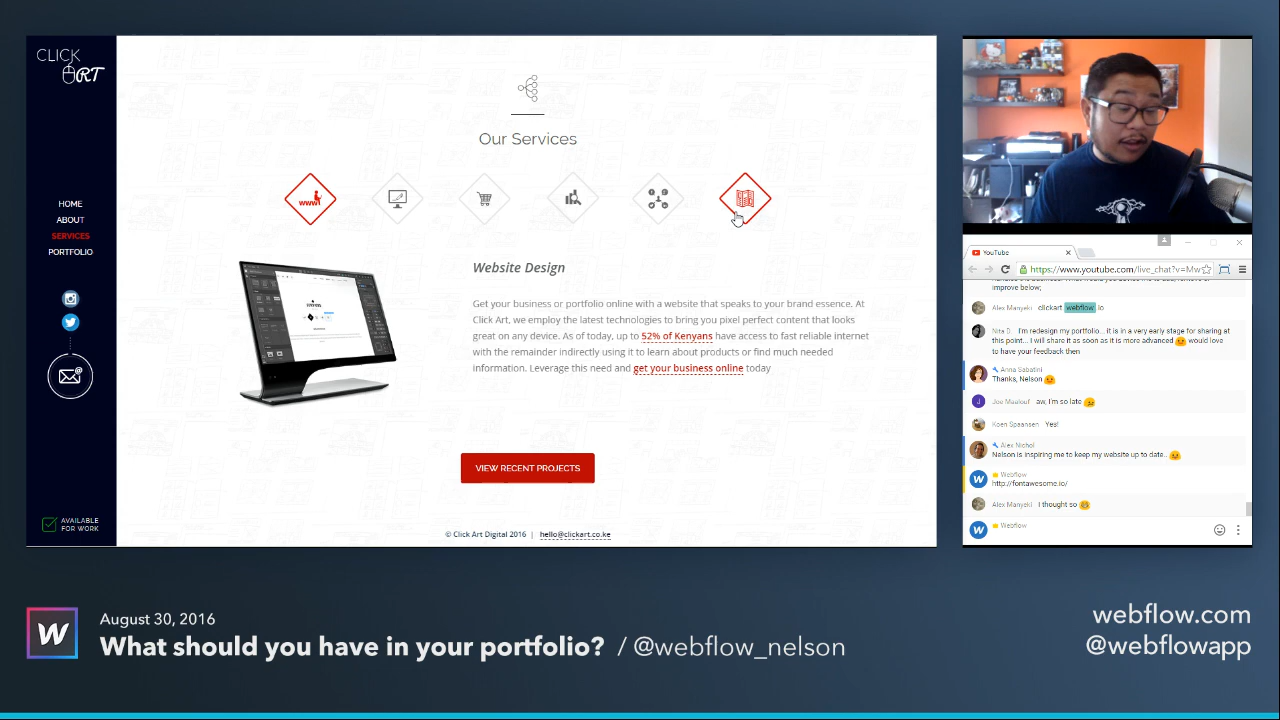 CLICK
ART
HOME
ABOUT
SERVICES
PORTFOLIO
AVAILABLE
FOR WORK
Our Services
www
Website Design
Get your business or portfolio online with a website that speaks to your brand essence. At
Click Art, we employ the latest technologies to bring you pixel perfect content that looks
great on any device. As of today, up to 52% of Kenyans have access to fast reliable internet
with the remainder indirectly using it to learn about products or find much needed
information. Leverage this need and get your business online today
VIEW RECENT PROJECTS
© Click Art Digital 2016 | hello@clickart.co.ke
YouTube
https://www.youtube.com/live_chat?v=Mw
improve below;
Alex Manyeki clickart webflow io
Nita D. I'm redesign my portfolio... it is in a very early stage for sharing at
this point... I will share it as soon as it is more advanced would love
to have your feedback then
Anna Sabatini
Thanks, Nelson
Joe Maalouf aw, I'm so late
Koen Spaansen Yes!
Alex Nichol
Nelson is inspiring me to keep my website up to date..
Webflow
http://fontawesome.io/
Alex Manyeki I thought so
Webflow
August 30, 2016
What should you have in your portfolio? / @webflow_nelson
webflow.com
@webflowapp